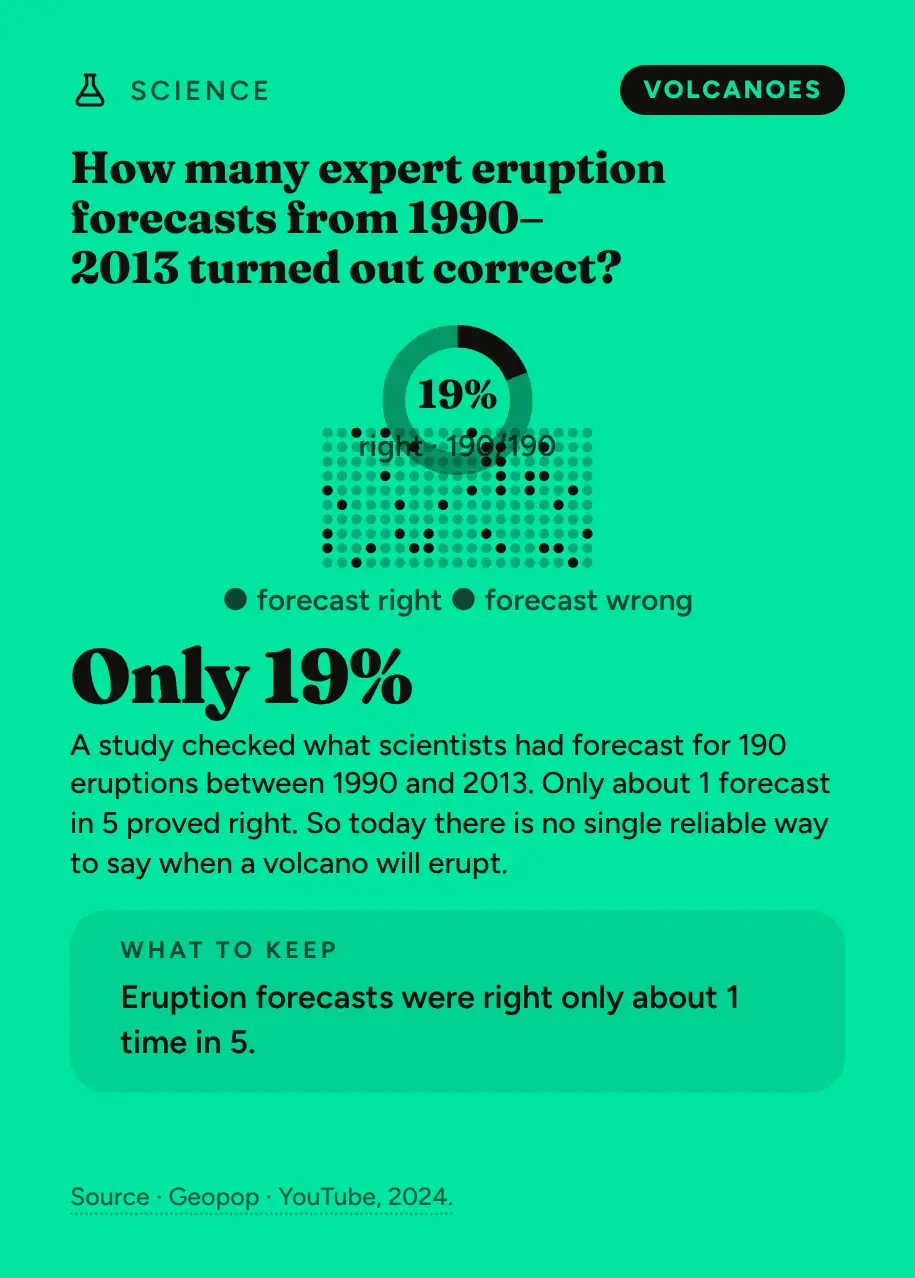 SCIENCE
VOLCANOES
How many expert eruption
forecasts from 1990–
2013 turned out correct?
19%
right · 190/190
forecast right
forecast wrong
Only 19%
A study checked what scientists had forecast for 190
eruptions between 1990 and 2013. Only about 1 forecast
in 5 proved right. So today there is no single reliable way
to say when a volcano will erupt.
WHAT TO KEEP
Eruption forecasts were right only about 1
time in 5.
Source · Geopop · YouTube, 2024.